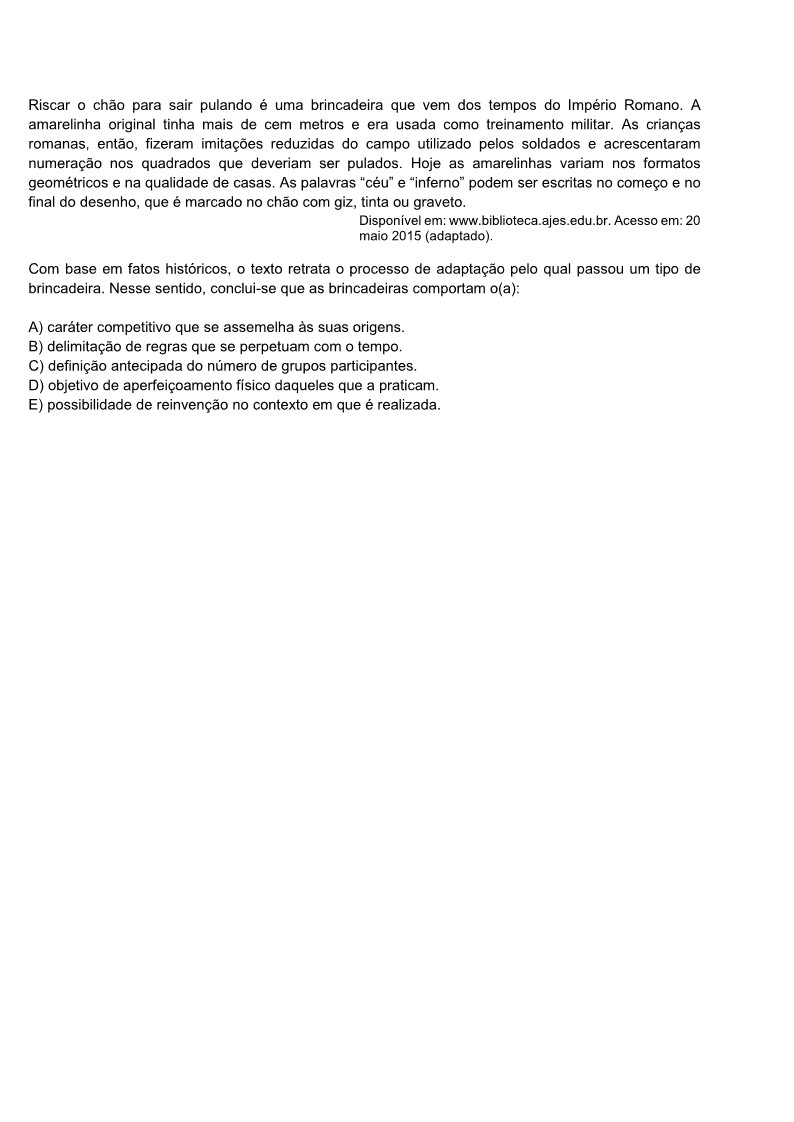 Riscar o chão para sair pulando é uma brincadeira que vem dos tempos do Império Romano. A
amarelinha original tinha mais de cem metros e era usada como treinamento militar. As crianças
romanas, então, fizeram imitações reduzidas do campo utilizado pelos soldados e acrescentaram
numeração nos quadrados que deveriam ser pulados. Hoje as amarelinhas variam nos formatos
geométricos e na qualidade de casas. As palavras “céu” e “inferno” podem ser escritas no começo e no
final do desenho, que é marcado no chão com giz, tinta ou graveto.
Disponível em: www.biblioteca.ajes.edu.br. Acesso em: 20
maio 2015 (adaptado).
Com base em fatos históricos, o texto retrata o processo de adaptação pelo qual passou um tipo de
brincadeira. Nesse sentido, conclui-se que as brincadeiras comportam o(a):
A) caráter competitivo que se assemelha às suas origens.
B) delimitação de regras que se perpetuam com o tempo.
C) definição antecipada do número de grupos participantes.
D) objetivo de aperfeiçoamento físico daqueles que a praticam.
E) possibilidade de reinvenção no contexto em que é realizada.